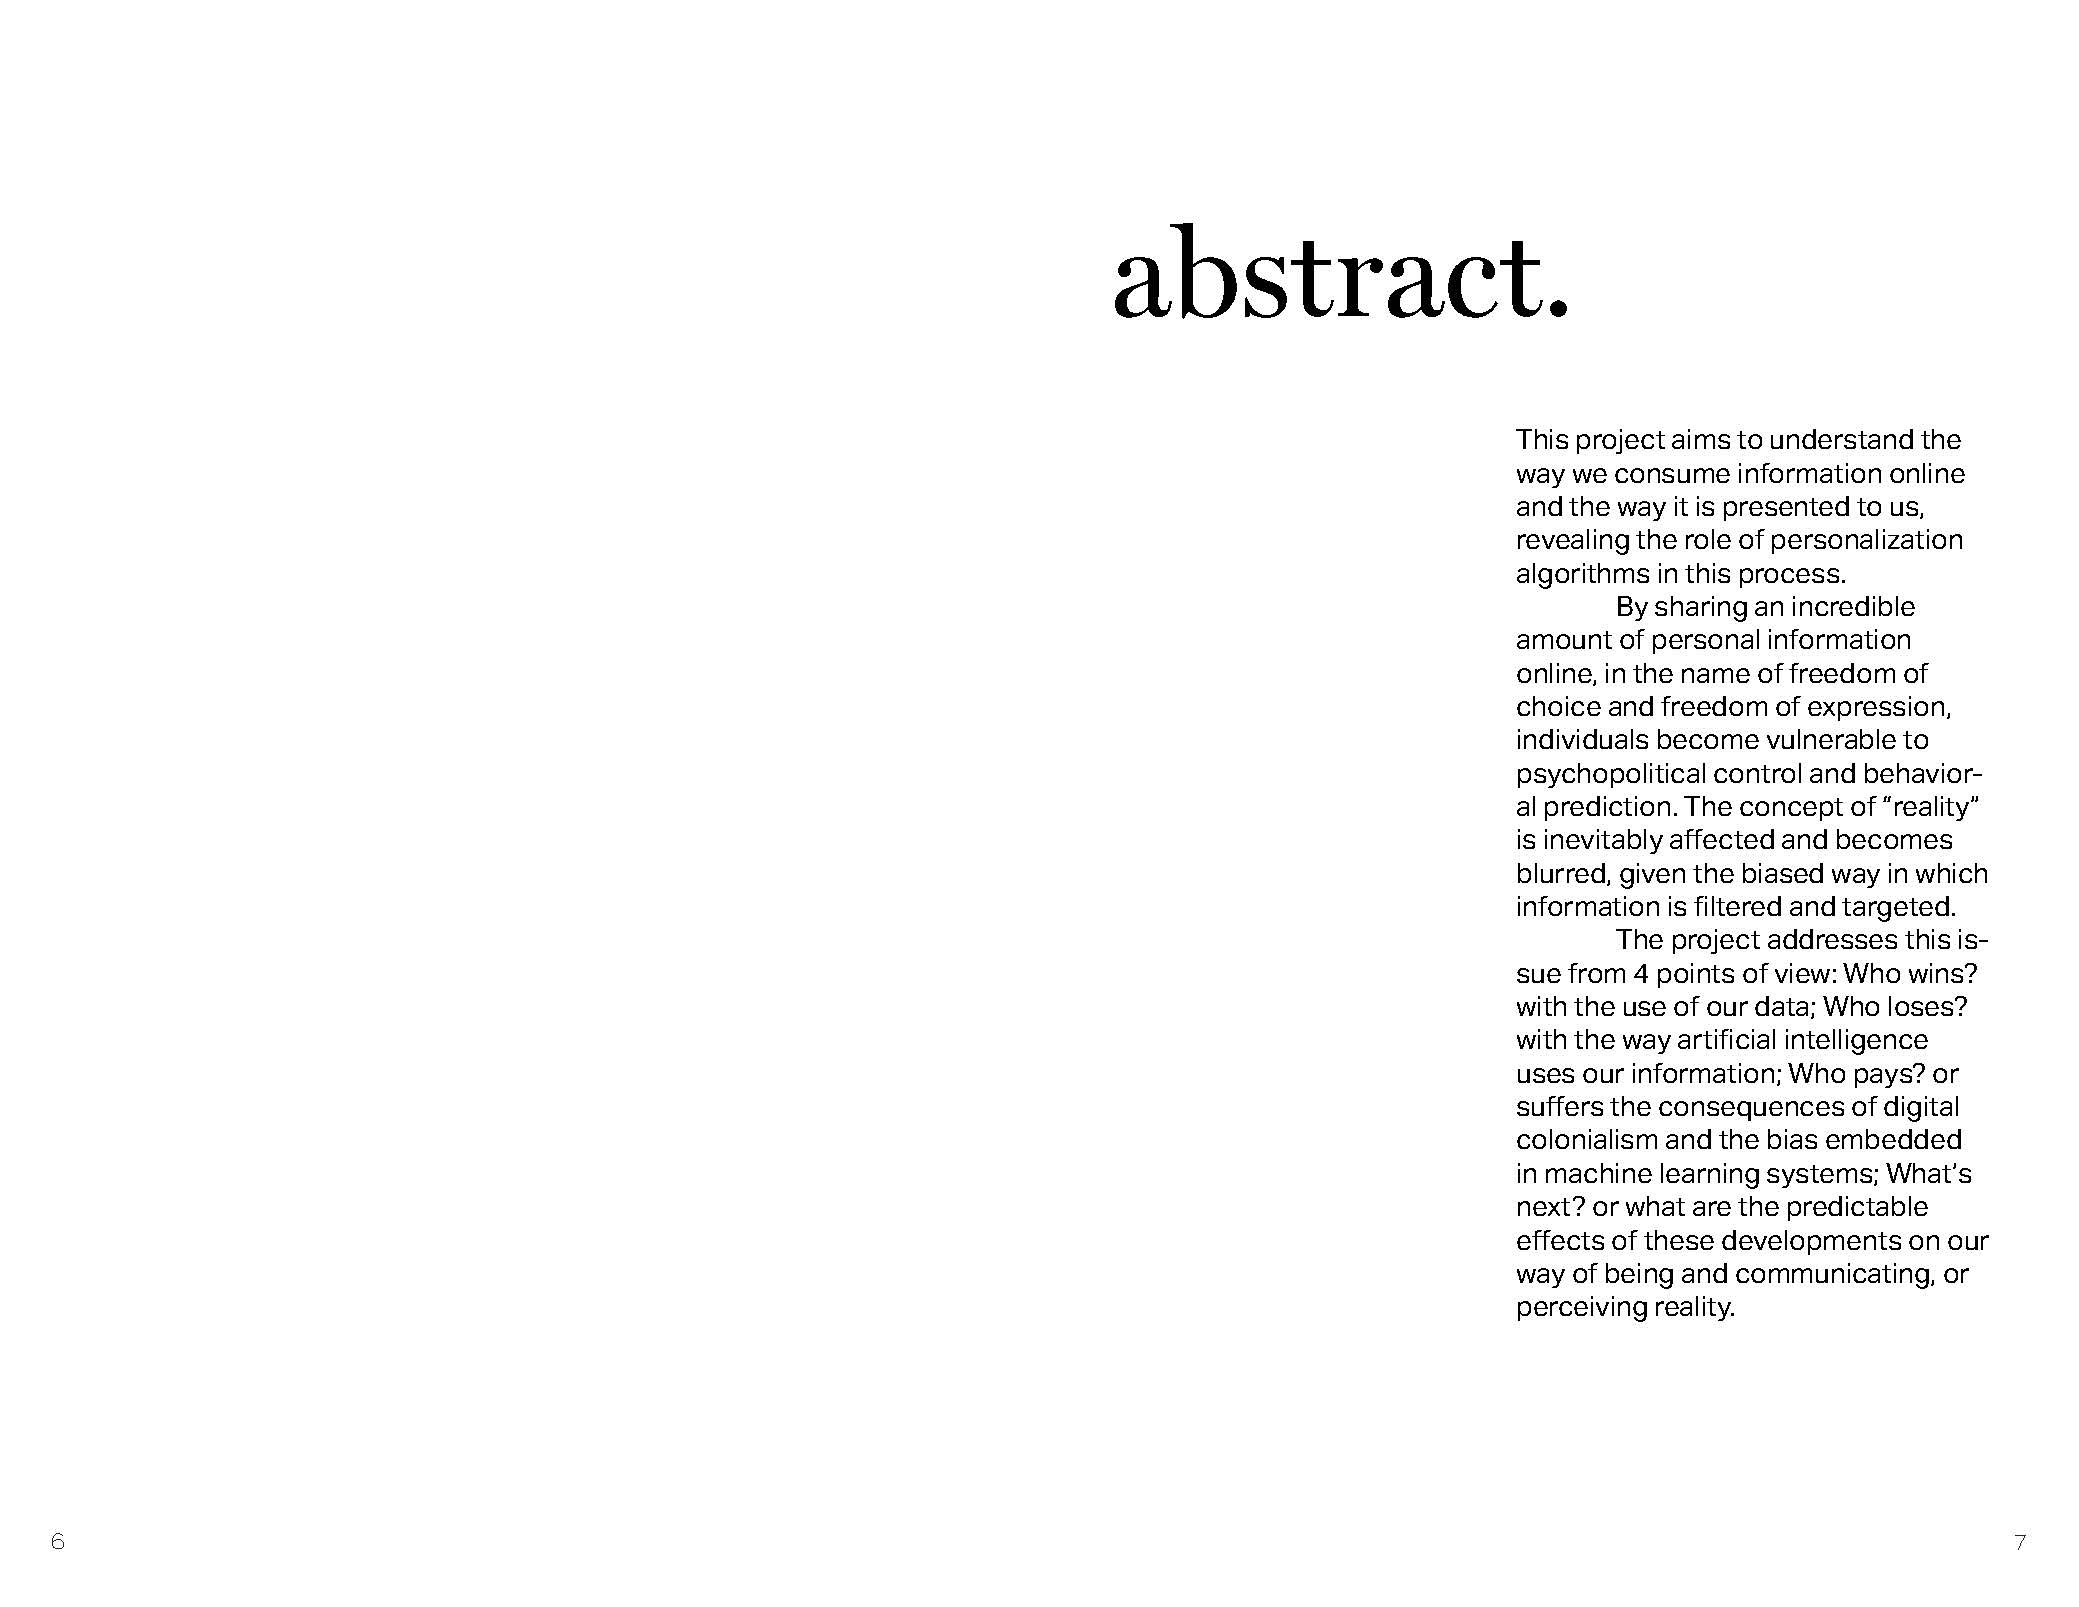 abstract.
This project aims to understand the
way we consume information online
and the way it is presented to us,
revealing the role of personalization
algorithms in this process.
By sharing an incredible
amount of personal information
online, in the name of freedom of
choice and freedom of expression,
individuals become vulnerable to
psychopolitical control and behavior-
al prediction. The concept of “reality”
is inevitably affected and becomes
blurred, given the biased way in which
information is filtered and targeted.
The project addresses this is-
sue from 4 points of view: Who wins?
with the use of our data; Who loses?
with the way artificial intelligence
uses our information; Who pays? or
suffers the consequences of digital
colonialism and the bias embedded
in machine learning systems; What’s
next? or what are the predictable
effects of these developments on our
way of being and communicating, or
perceiving reality.
6
7